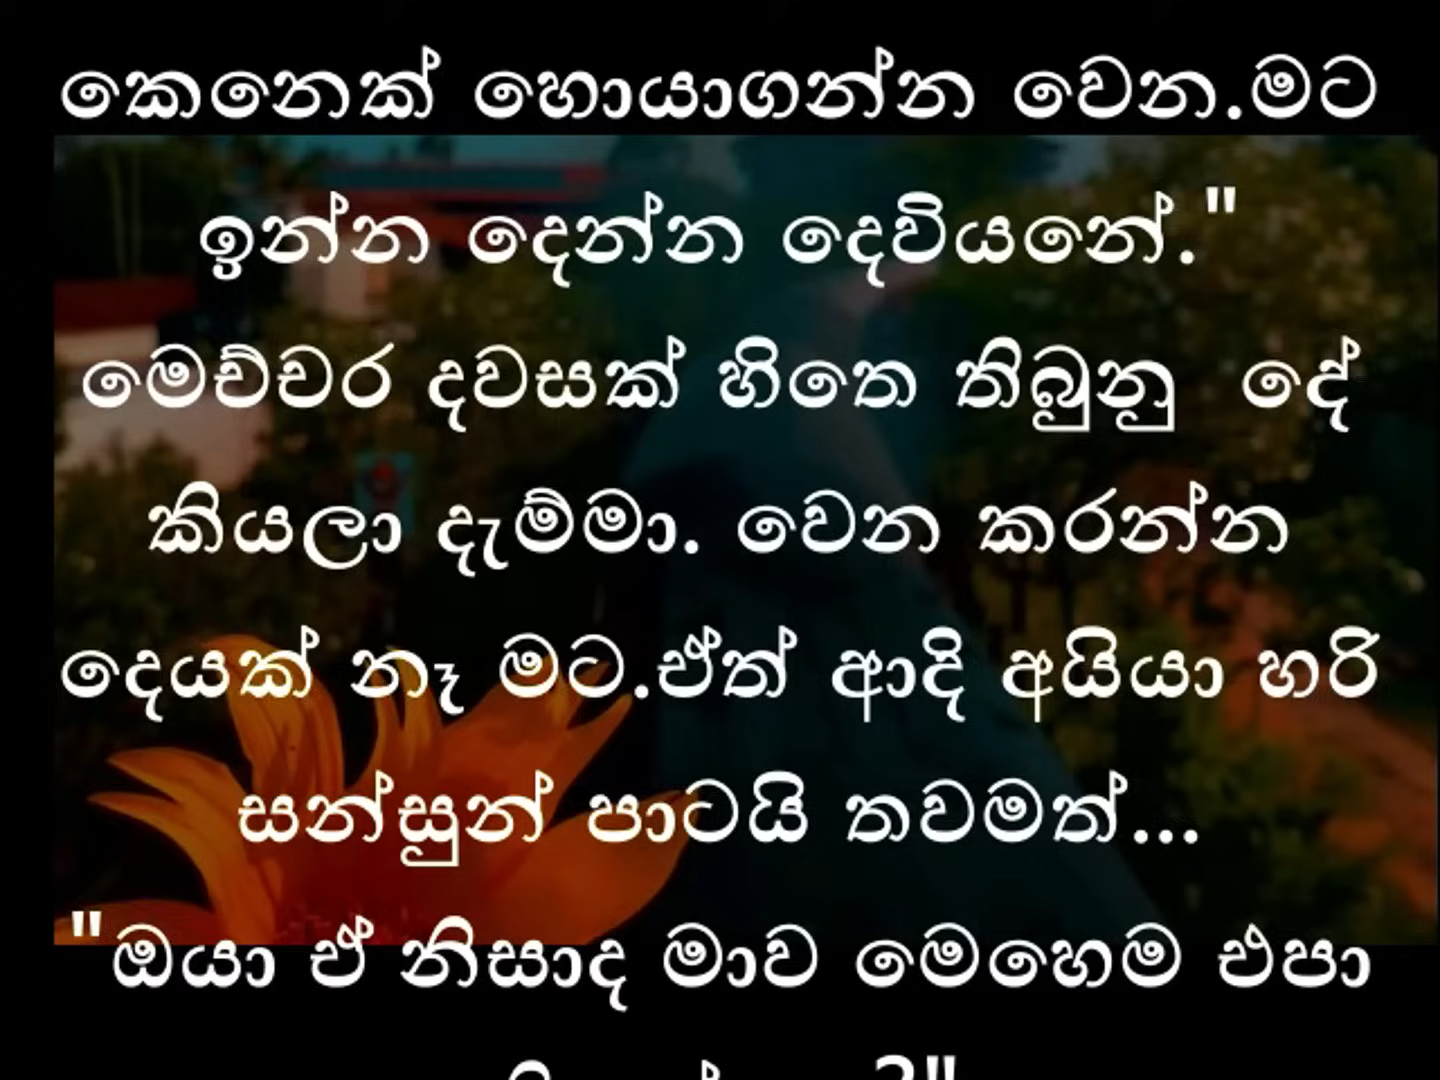 කෙනෙක් හොයාගන්න වෙන.මට
ඉන්න දෙන්න දෙවියනේ."
මෙච්චර දවසක් හිතෙ තිබුනු දේ
කියලා දැම්මා. වෙන කරන්න
දෙයක් නෑ මට.ඒත් ආදි අයියා හරි
සන්සුන් පාටයි තවමත්...
"ඔයා ඒ නිසාද මාව මෙහෙම එපා